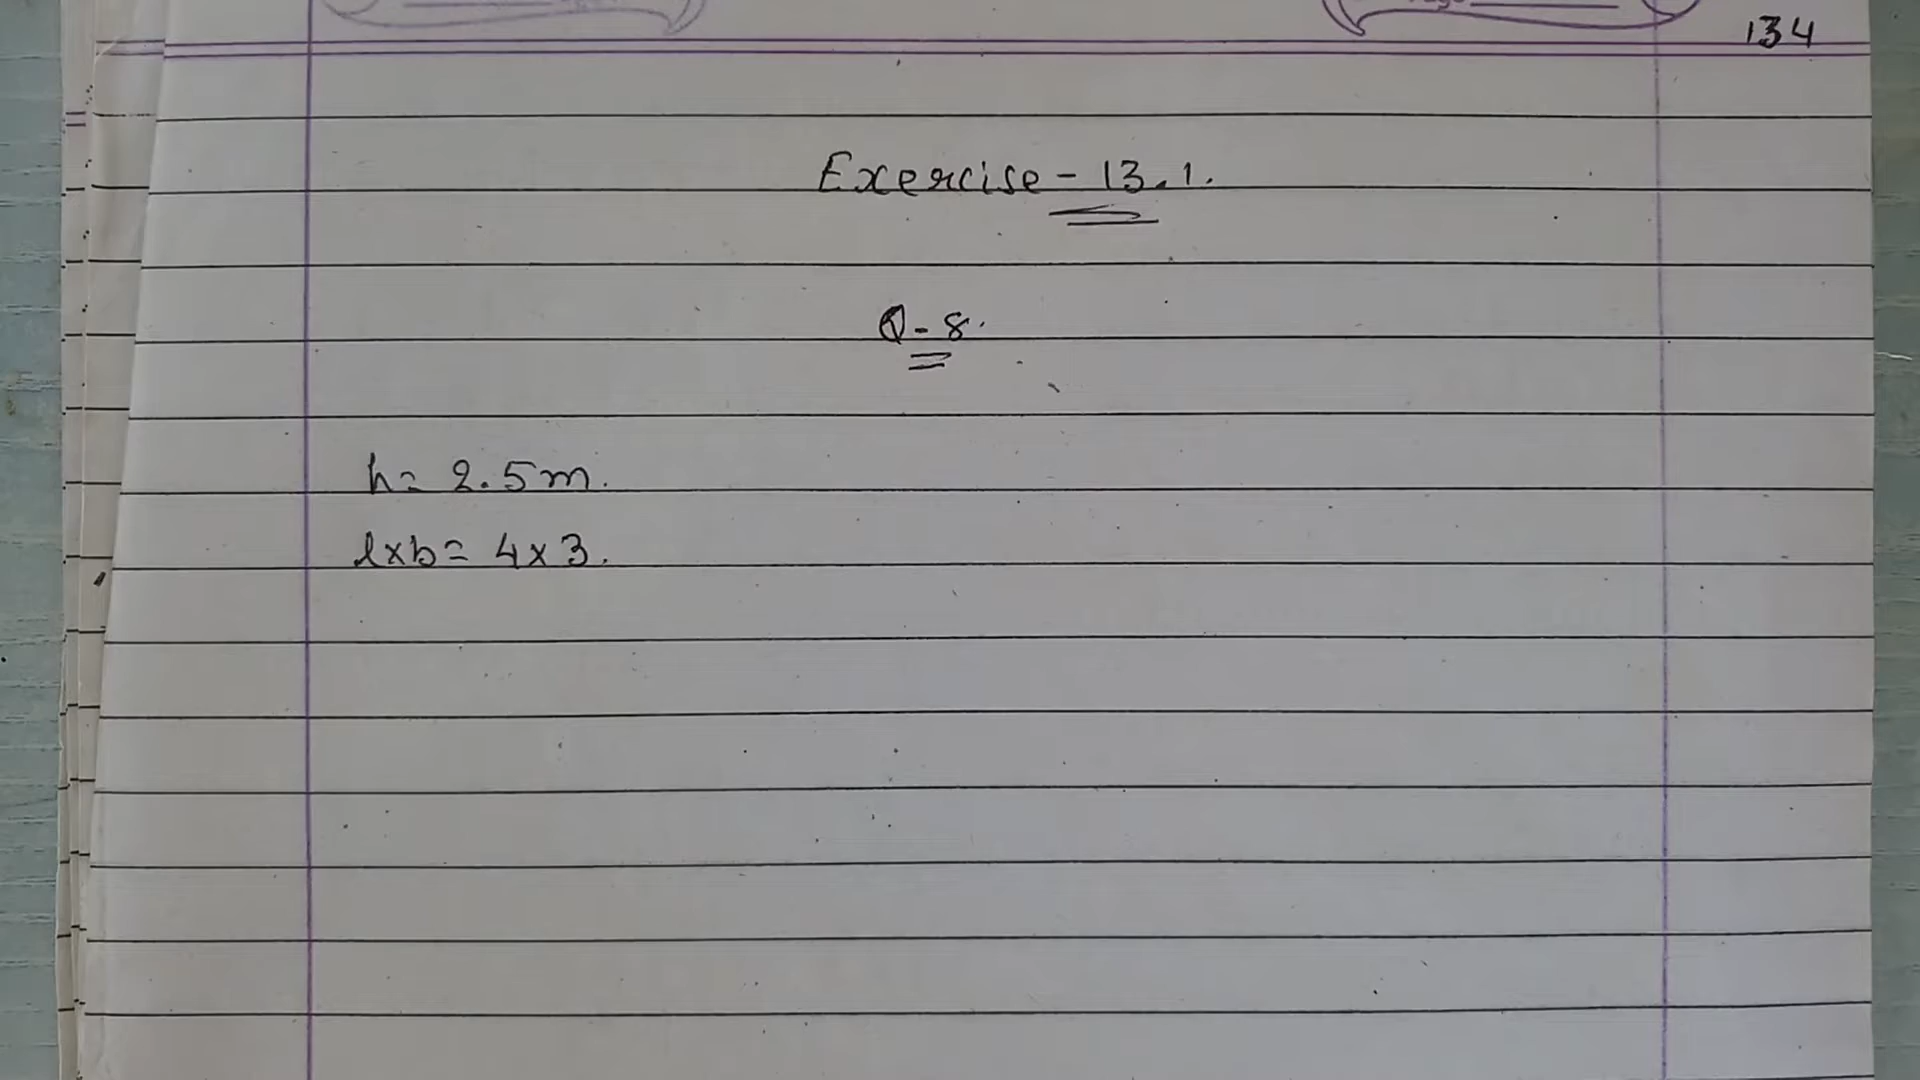 134
Exercise - 13.1.
Q-8.
h= 2.5m.
l×b= 4×3.